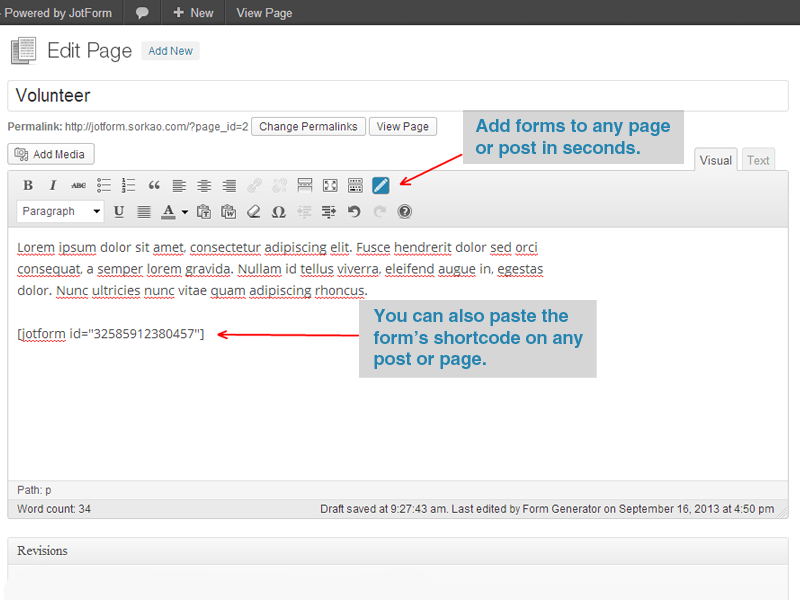 Powered by JotForm + New View Page
Edit Page Add New
Volunteer
Permalink: http://jotform.sorkao.com/?page_id=2 Change Permalinks View Page
Add forms to any page
or post in seconds.
Add Media
Visual Text
B I ABC
Paragraph U A
Lorem ipsum dolor sit amet, consectetur adipiscing elit. Fusce hendrerit dolor sed orci
consequat, a semper lorem gravida. Nullam id tellus viverra, eleifend augue in, egestas
dolor. Nunc ultricies nunc vitae quam adipiscing rhoncus.
[jotform id="32585912380457"]
You can also paste the
form's shortcode on any
post or page.
Path: p
Word count: 34 Draft saved at 9:27:43 am. Last edited by Form Generator on September 16, 2013 at 4:50 pm
Revisions